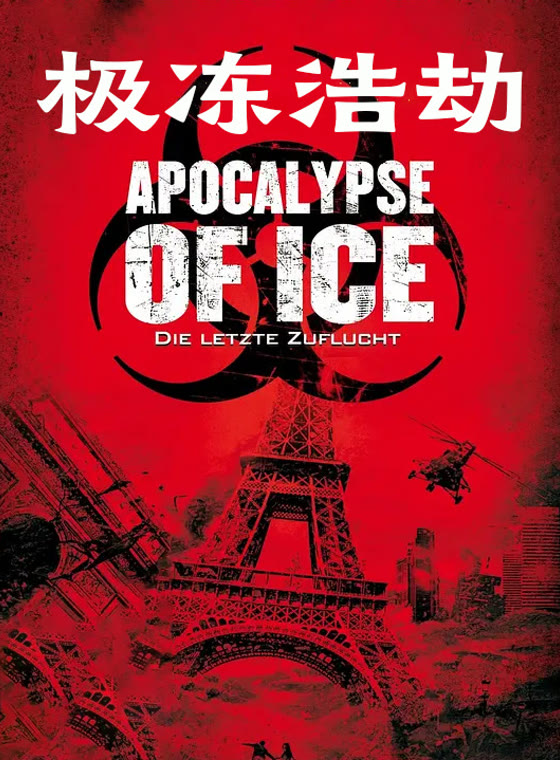 极冻浩劫
APOCALYPSE
OF ICE
DIE LETZTE ZUFLUCHT